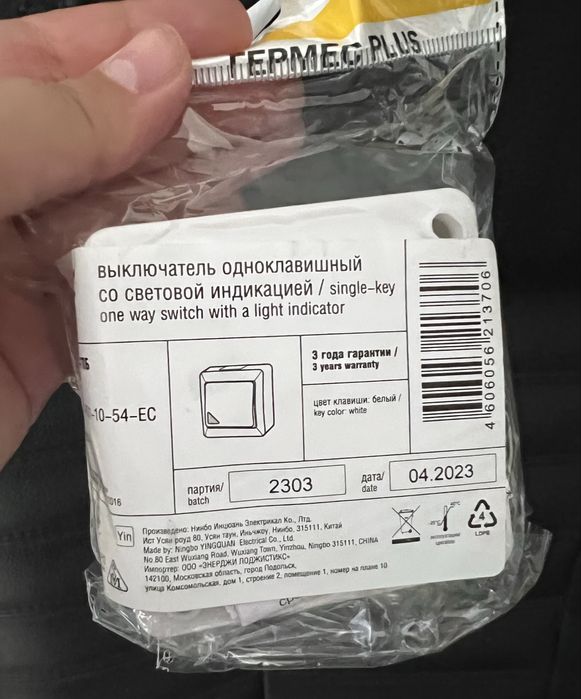 PLUS
выключатель одноклавишный
со световой индикацией / single-key
one way switch with a light indicator
3 года гарантии /
3 years warranty
-10-54-EC
цвет клавиши: белый /
key color: white
4 606056 213706
партия/
batch
2303
дата/
date
04.2023
Yin
Произведено: Нинбо Инцюань Электрикал Ко., Лтд.
Ист Усян роуд 80, Усян таун, Иньчжоу, Нинбо, 315111, Китай
Made by: Ningbo YINGQUAN Electrical Co., Ltd.
No.80 East Wuxiang Road, Wuxiang Town, Yinzhou, Ningbo 315111, CHINA
Импортер: ООО «ЭНЕРДЖИ ЛОДЖИСТИКС»
142100, Московская область, город Подольск,
улица Комсомольская, дом 1, строение 2, помещение 1, номер на плане 10
4
LDPE